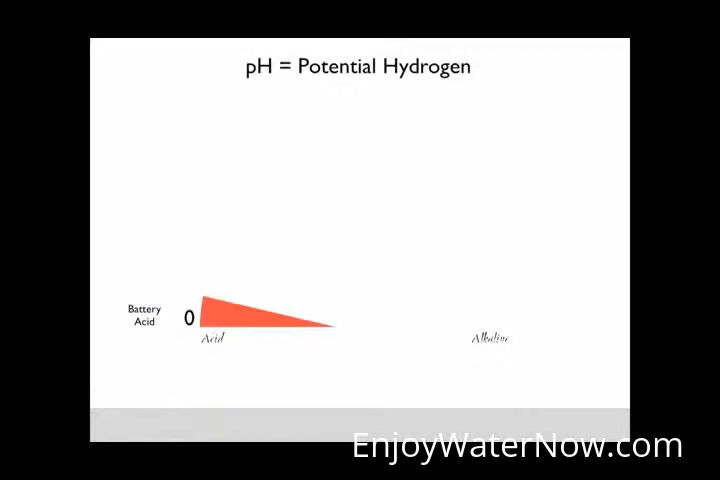 pH = Potential Hydrogen
Battery
Acid
0
Acid
Alkaline
EnjoyWaterNow.com